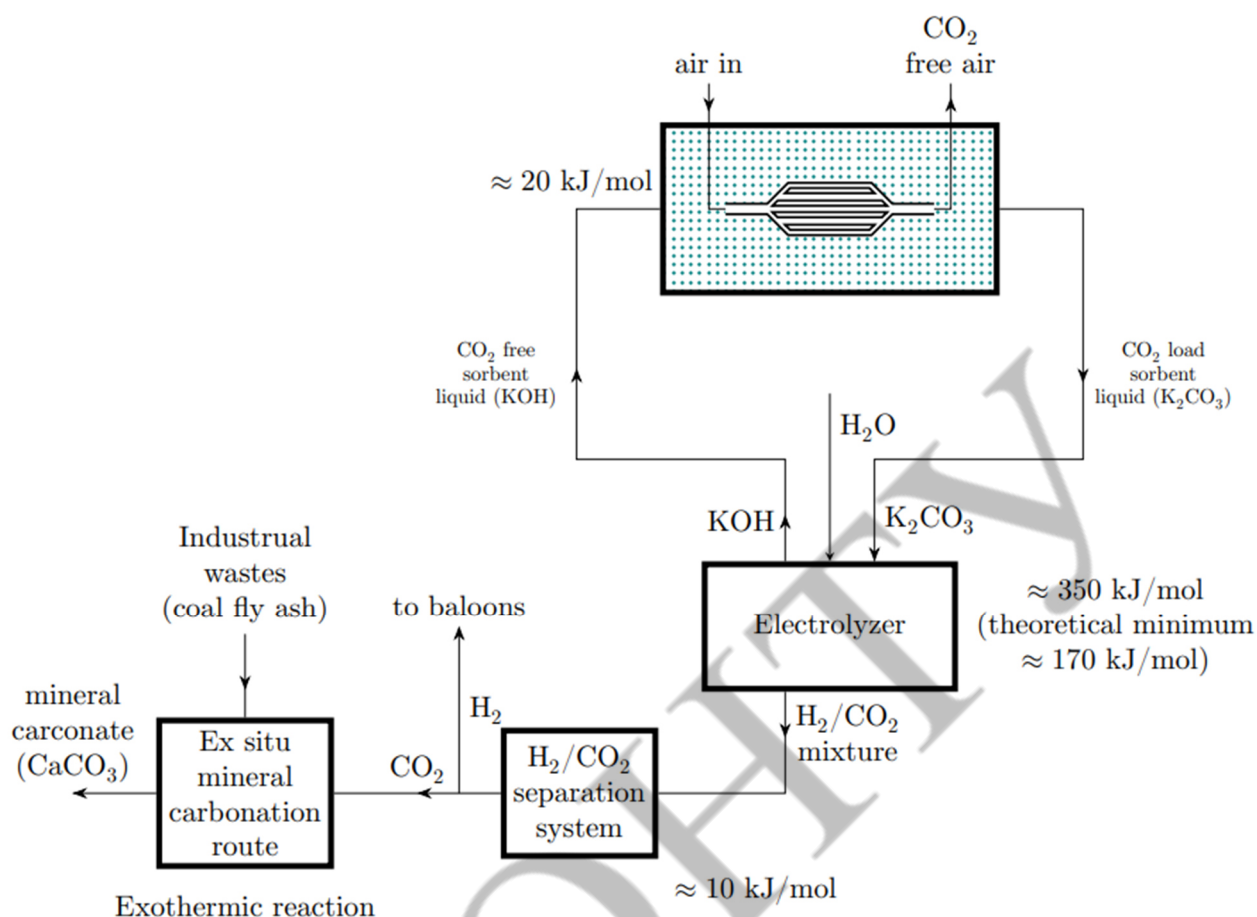 air in
CO₂
free air
≈ 20 kJ/mol
CO₂ free
sorbent
liquid (KOH)
CO₂ load
sorbent
liquid (K₂CO₃)
H₂O
KOH
K₂CO₃
Electrolyzer
≈ 350 kJ/mol
(theoretical minimum
≈ 170 kJ/mol)
H₂/CO₂
mixture
H₂/CO₂
separation
system
≈ 10 kJ/mol
to baloons
H₂
CO₂
Industrual
wastes
(coal fly ash)
Ex situ
mineral
carbonation
route
Exothermic reaction
mineral
carconate
(CaCO₃)
ОНТУ